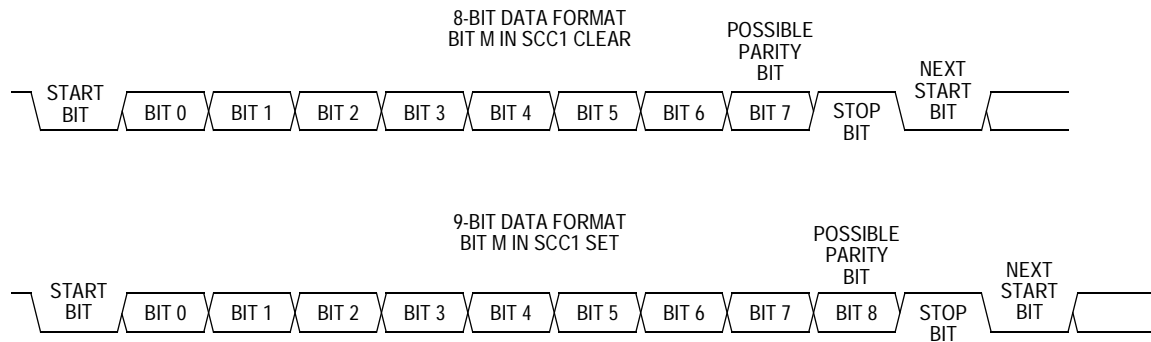 8-BIT DATA FORMAT
BIT M IN SCC1 CLEAR
POSSIBLE
PARITY
BIT
NEXT
START
BIT
START
BIT
BIT 0
BIT 1
BIT 2
BIT 3
BIT 4
BIT 5
BIT 6
BIT 7
STOP
BIT
9-BIT DATA FORMAT
BIT M IN SCC1 SET
POSSIBLE
PARITY
BIT
NEXT
START
BIT
START
BIT
BIT 0
BIT 1
BIT 2
BIT 3
BIT 4
BIT 5
BIT 6
BIT 7
BIT 8
STOP
BIT